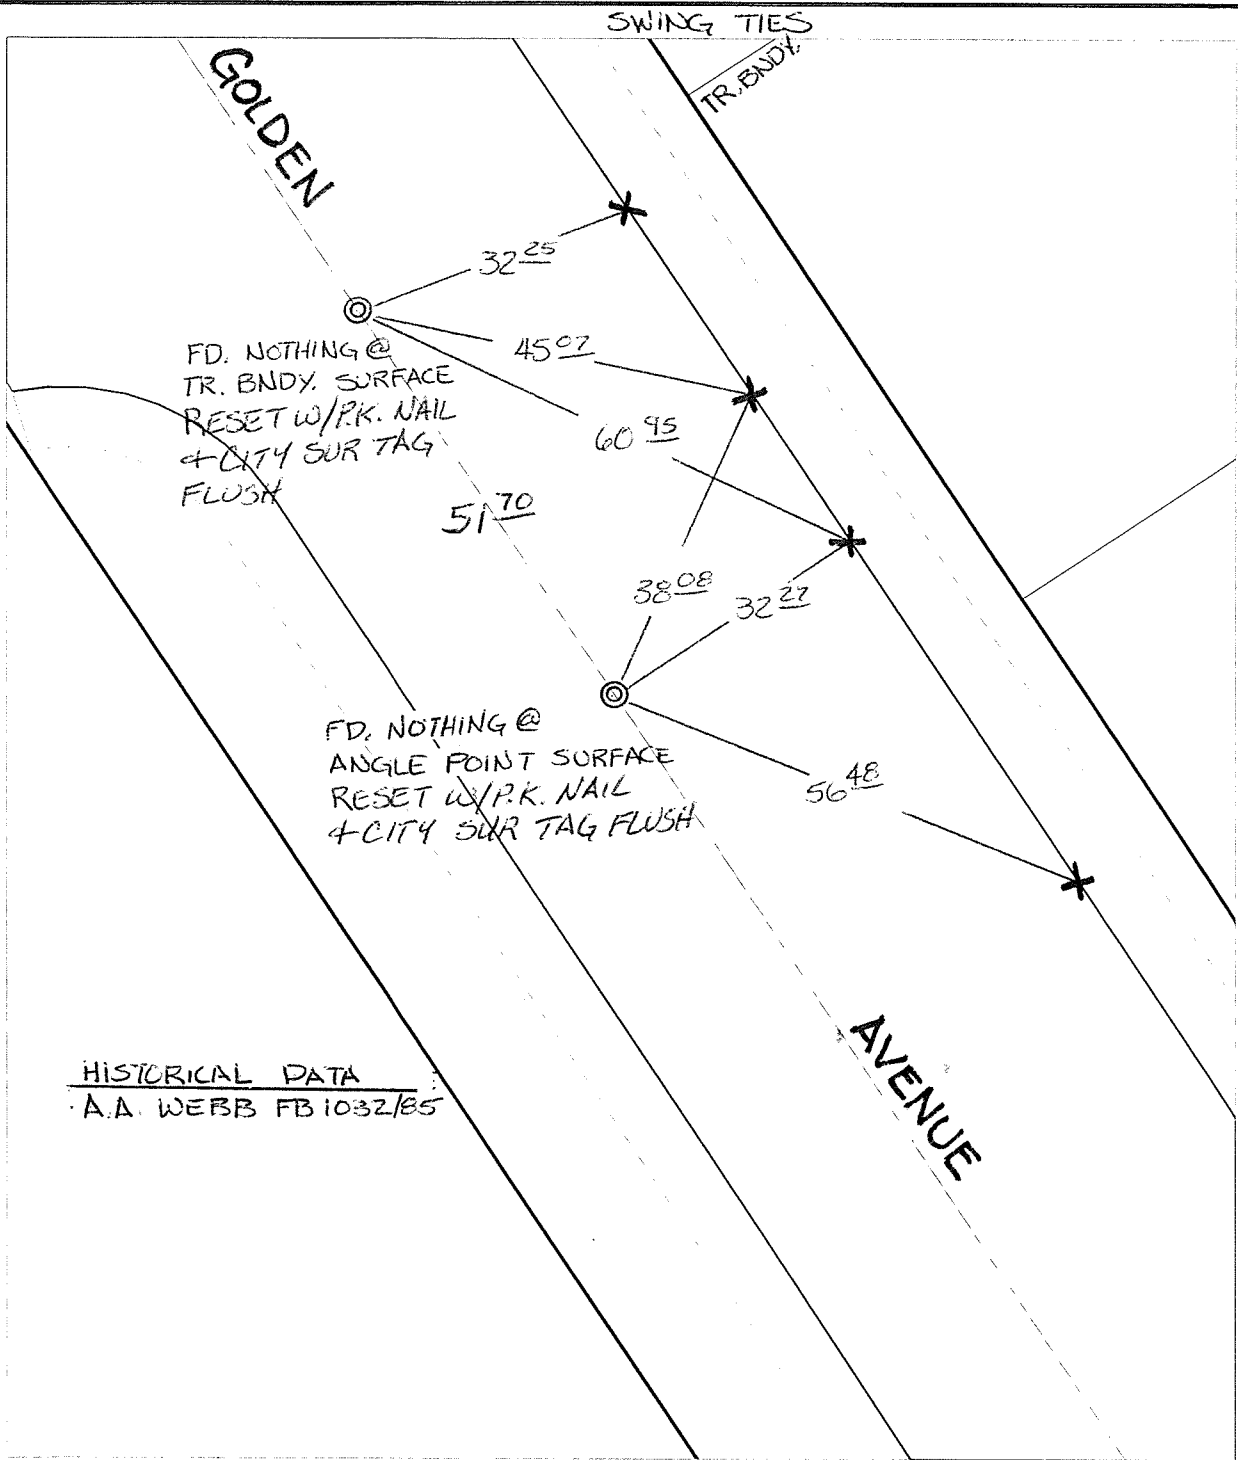 SWING TIES
TR. BNDY.
GOLDEN
32 25
45 07
60 95
FD. NOTHING @
TR. BNDY. SURFACE
RESET W/P.K. NAIL
& CITY SUR TAG
FLUSH
51 70
38 08
32 27
FD. NOTHING @
ANGLE POINT SURFACE
RESET W/P.K. NAIL
& CITY SUR TAG FLUSH
56 48
AVENUE
HISTORICAL DATA
A.A. WEBB FB 1032/85